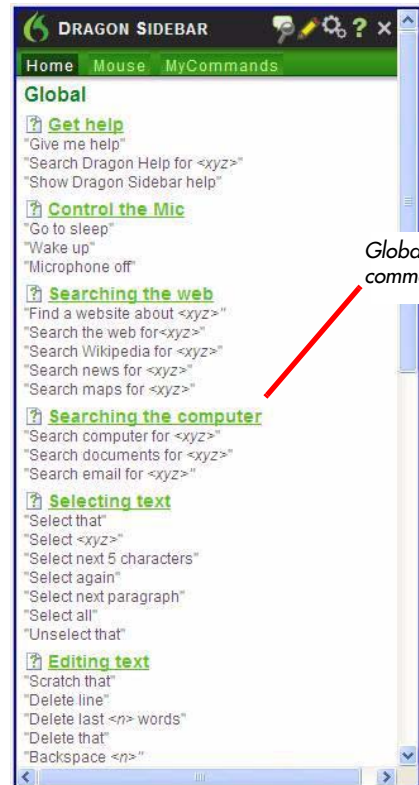 DRAGON SIDEBAR ? ×
Home Mouse MyCommands
Global
? Get help
"Give me help"
"Search Dragon Help for <xyz>"
"Show Dragon Sidebar help"
? Control the Mic
"Go to sleep"
"Wake up"
"Microphone off"
? Searching the web
"Find a website about <xyz>"
"Search the web for<xyz>"
"Search Wikipedia for <xyz>"
"Search news for <xyz>"
"Search maps for <xyz>"
? Searching the computer
"Search computer for <xyz>"
"Search documents for <xyz>"
"Search email for <xyz>"
? Selecting text
"Select that"
"Select <xyz>"
"Select next 5 characters"
"Select again"
"Select next paragraph"
"Select all"
"Unselect that"
? Editing text
"Scratch that"
"Delete line"
"Delete last <n> words"
"Delete that"
"Backspace <n>"
Globa
comm